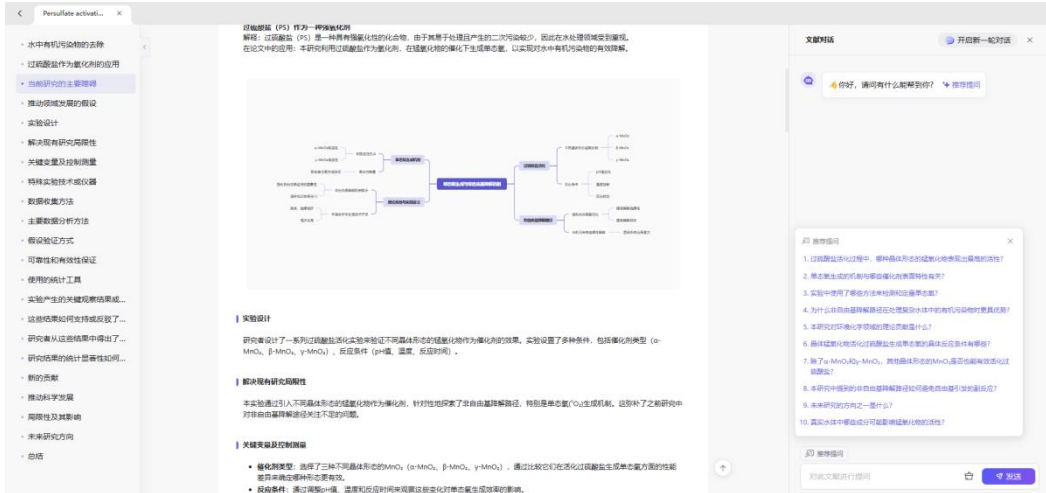 Persulfate activati...
水中有机污染物的去除
过硫酸盐作为氧化剂的应用
当前研究的主要障碍
推动领域发展的假设
实验设计
解决现有研究局限性
关键变量及控制测量
特殊实验技术或仪器
数据收集方法
主要数据分析方法
假设验证方式
可靠性和有效性保证
使用的统计工具
实验产生的关键观察结果或...
这些结果如何支持或反驳了...
研究者从这些结果中得出了...
研究结果的统计显著性如何...
新的贡献
推动科学发展
局限性及其影响
未来研究方向
总结
过硫酸盐（PS）作为一种强氧化剂
解释：过硫酸盐（PS）是一种具有强氧化性的化合物，由于其易于处理且产生的二次污染较少，因此在水处理领域受到重视。
在论文中的应用：本研究利用过硫酸盐作为氧化剂，在锰氧化物的催化下生成单态氧，以实现对水中有机污染物的有效降解。
α-MnO₂
β-MnO₂
γ-MnO₂
过硫酸盐活化
单态氧生成机制
非自由基降解路径
实验设计
研究者设计了一系列过硫酸盐活化实验来验证不同晶体形态的锰氧化物作为催化剂的效果。实验设置了多种条件，包括催化剂类型（α-
MnO₂、β-MnO₂、γ-MnO₂）、反应条件（pH值、温度、反应时间）。
解决现有研究局限性
本实验通过引入不同晶体形态的锰氧化物作为催化剂，针对性地探索了非自由基降解路径，特别是单态氧(¹O₂)生成机制。这弥补了之前研究中
对非自由基降解途径关注不足的问题。
关键变量及控制测量
催化剂类型：选择了三种不同晶体形态的MnO₂（α-MnO₂、β-MnO₂、γ-MnO₂），通过比较它们在活化过硫酸盐生成单态氧方面的性能
差异来确定哪种形态更有效。
反应条件：通过调整pH值、温度和反应时间来观察这些变化对单态氧生成效率的影响。
文献对话
开启新一轮对话
你好，请问有什么能帮到你？ 推荐提问
推荐提问
1. 过硫酸盐活化过程中，哪种晶体形态的锰氧化物表现出最高的活性？
2. 单态氧生成的机制与哪些催化剂表面特性有关？
3. 实验中使用了哪些方法来检测和定量单态氧？
4. 为什么非自由基降解路径在处理复杂水体中的有机污染物时更具优势？
5. 本研究对环境化学领域的理论贡献是什么？
6. 晶体锰氧化物活化过硫酸盐生成单态氧的具体反应条件有哪些？
7. 除了α-MnO₂和γ-MnO₂，其他晶体形态的MnO₂是否也能有效活化过
硫酸盐？
8. 本研究中提到的非自由基降解路径如何避免自由基引发的副反应？
9. 未来研究的方向之一是什么？
10. 真实水体中哪些成分可能影响锰氧化物的活性？
推荐提问
对此文献进行提问
发送